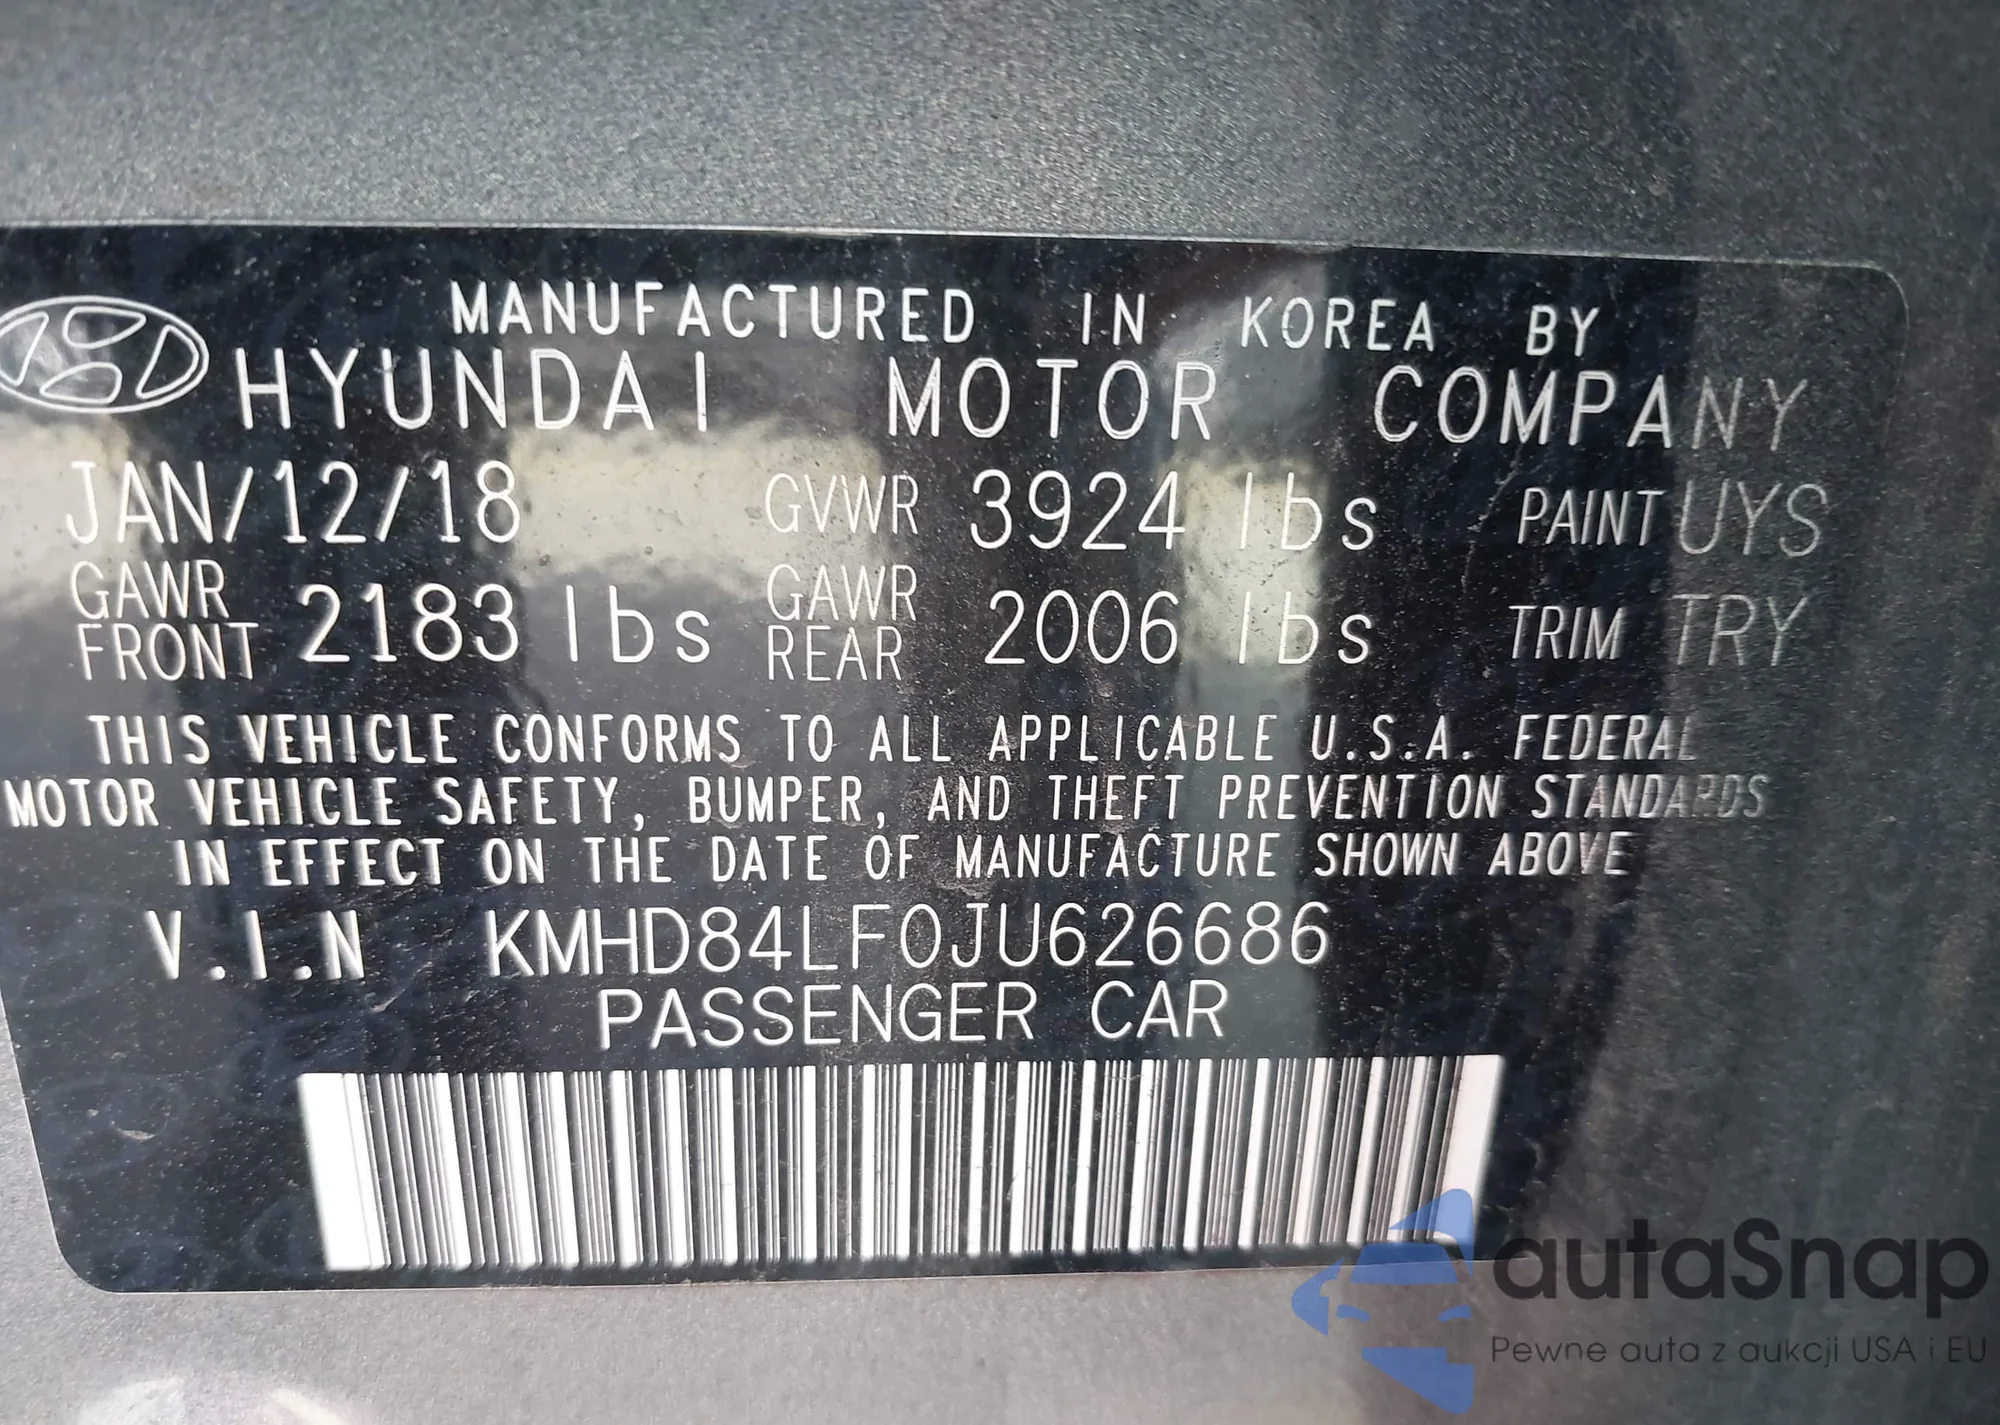 MANUFACTURED IN KOREA BY
HYUNDAI MOTOR COMPANY
JAN/12/18 GVWR 3924 lbs PAINT UYS
GAWR FRONT 2183 lbs GAWR REAR 2006 lbs TRIM TRY
THIS VEHICLE CONFORMS TO ALL APPLICABLE U.S.A. FEDERAL
MOTOR VEHICLE SAFETY, BUMPER, AND THEFT PREVENTION STANDARDS
IN EFFECT ON THE DATE OF MANUFACTURE SHOWN ABOVE
V.I.N KMHD84LF0JU626686
PASSENGER CAR
autaSnap
Pewne auta z aukcji USA i EU